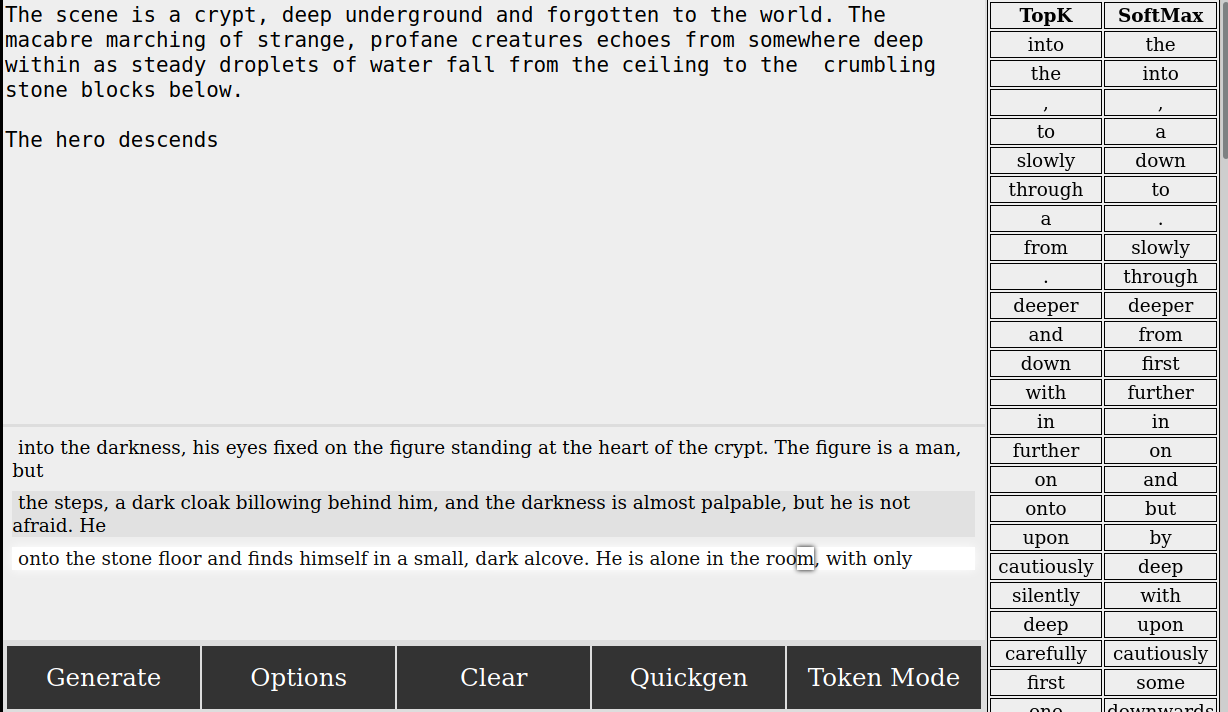 The scene is a crypt, deep underground and forgotten to the world. The
macabre marching of strange, profane creatures echoes from somewhere deep
within as steady droplets of water fall from the ceiling to the  crumbling
stone blocks below.
The hero descends
into the darkness, his eyes fixed on the figure standing at the heart of the crypt. The figure is a man,
but
the steps, a dark cloak billowing behind him, and the darkness is almost palpable, but he is not
afraid. He
onto the stone floor and finds himself in a small, dark alcove. He is alone in the room, with only
Generate Options Clear Quickgen Token Mode
TopK SoftMax
into the
the into
, ,
to a
slowly down
through to
a .
from slowly
. through
deeper deeper
and from
down first
with further
in in
further on
on and
onto but
upon by
cautiously deep
silently with
deep upon
carefully cautiously
first some
one downwards